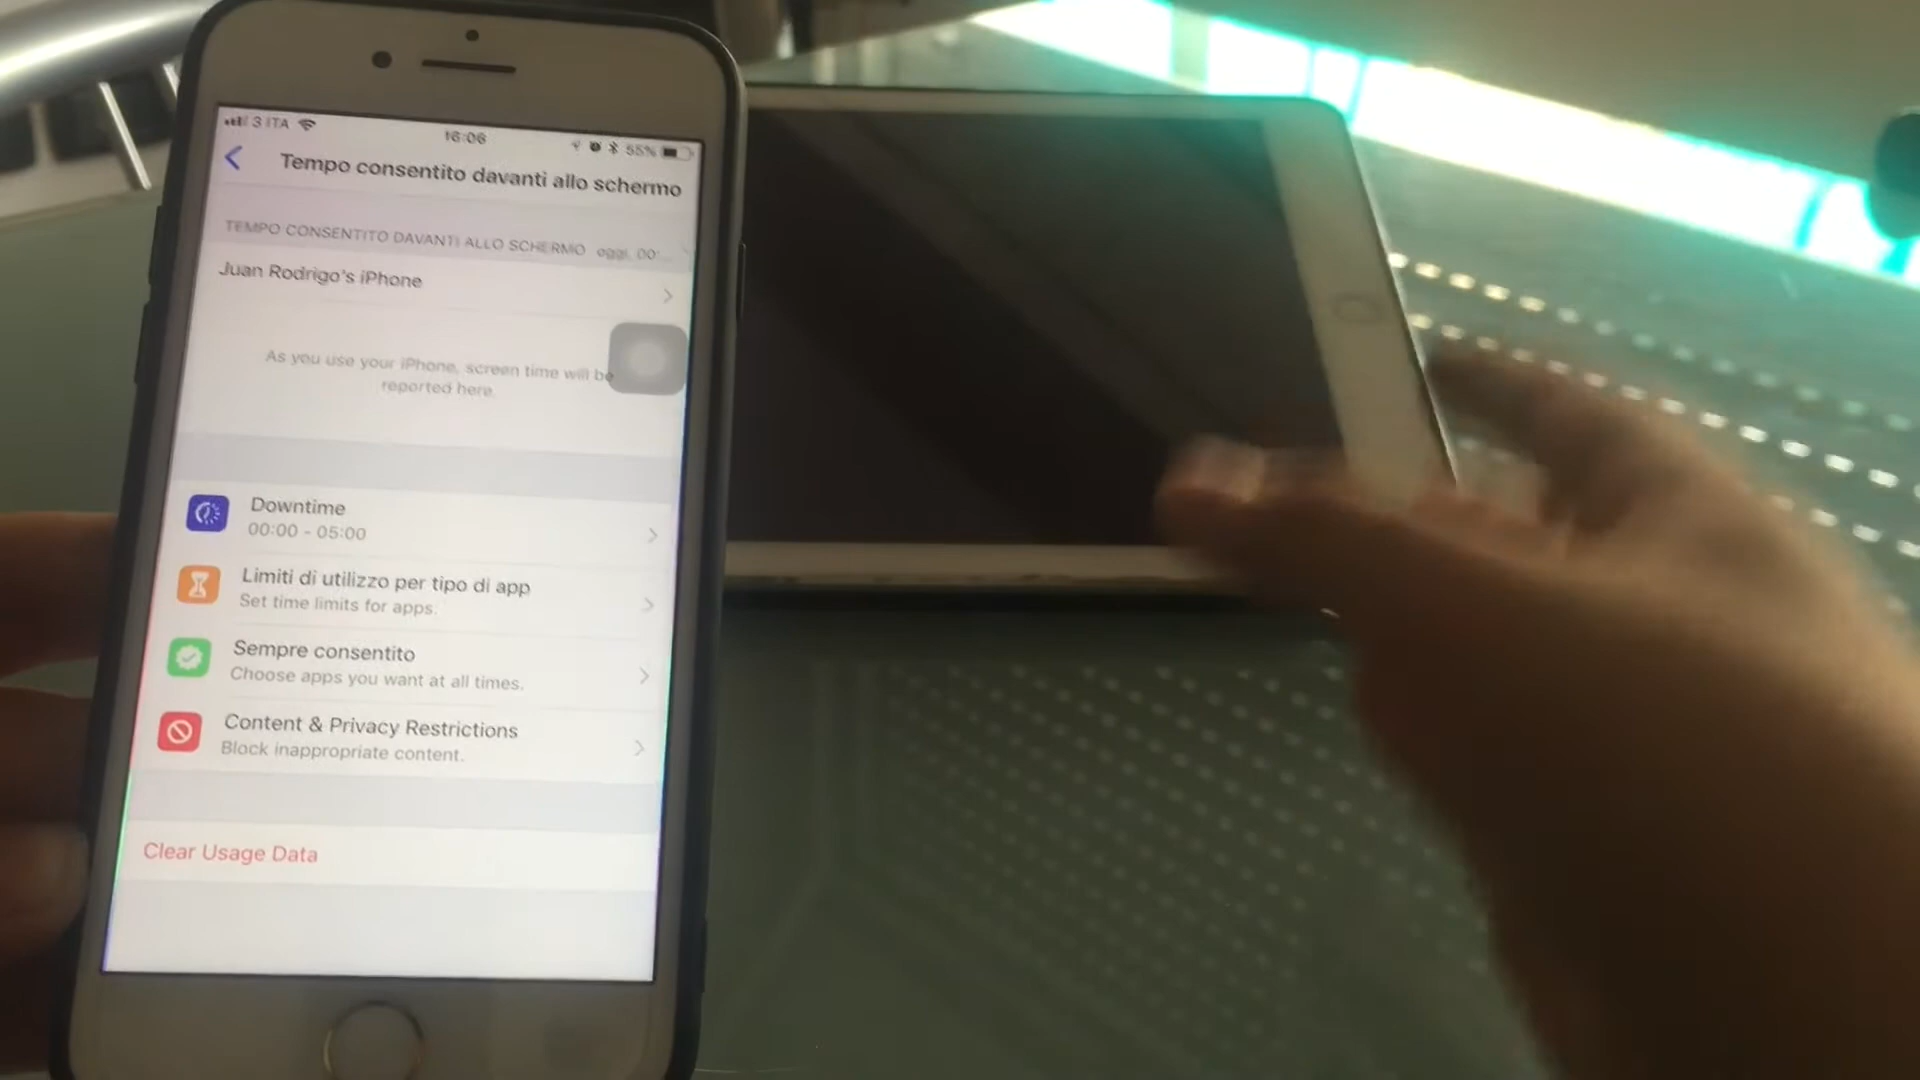 3 ITA
16:06
55%
Tempo consentito davanti allo schermo
TEMPO CONSENTITO DAVANTI ALLO SCHERMO oggi, 00:...
Juan Rodrigo's iPhone
As you use your iPhone, screen time will be
reported here.
Downtime
00:00 - 05:00
Limiti di utilizzo per tipo di app
Set time limits for apps.
Sempre consentito
Choose apps you want at all times.
Content & Privacy Restrictions
Block inappropriate content.
Clear Usage Data